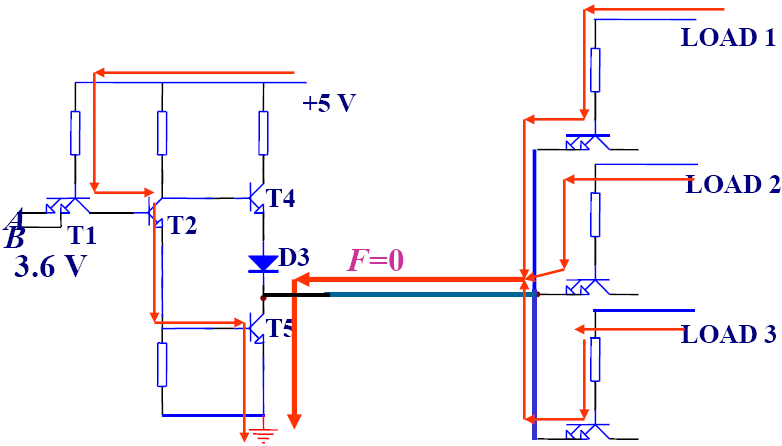 LOAD 1
+5 V
LOAD 2
T4
A
B
T1
T2
3.6 V
D3
F=0
T5
LOAD 3